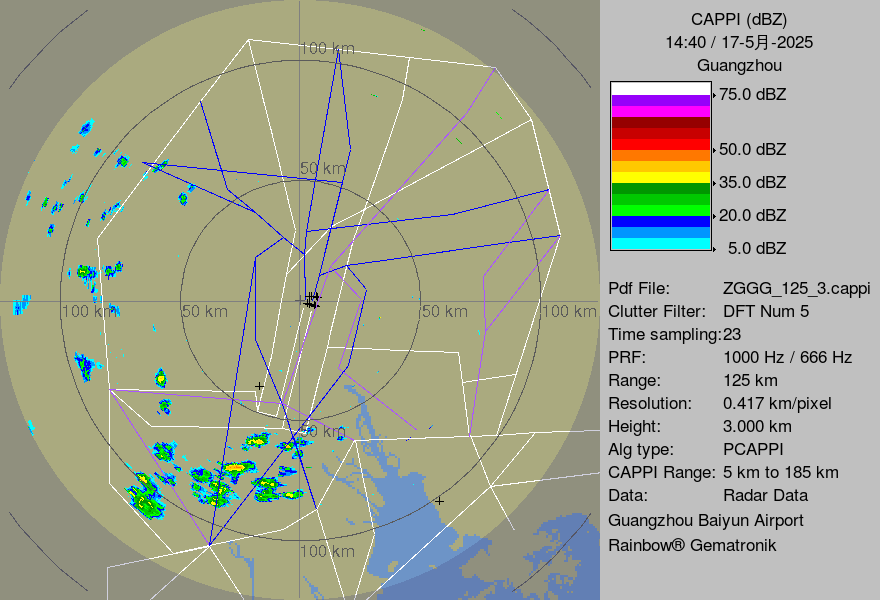 CAPPI (dBZ)
14:40 / 17-5月-2025
Guangzhou
75.0 dBZ
50.0 dBZ
35.0 dBZ
20.0 dBZ
5.0 dBZ
Pdf File: ZGGG_125_3.cappi
Clutter Filter: DFT Num 5
Time sampling:23
PRF: 1000 Hz / 666 Hz
Range: 125 km
Resolution: 0.417 km/pixel
Height: 3.000 km
Alg type: PCAPPI
CAPPI Range: 5 km to 185 km
Data: Radar Data
Guangzhou Baiyun Airport
Rainbow® Gematronik
100 km
50 km
100 km
50 km
50 km
100 km
50 km
100 km